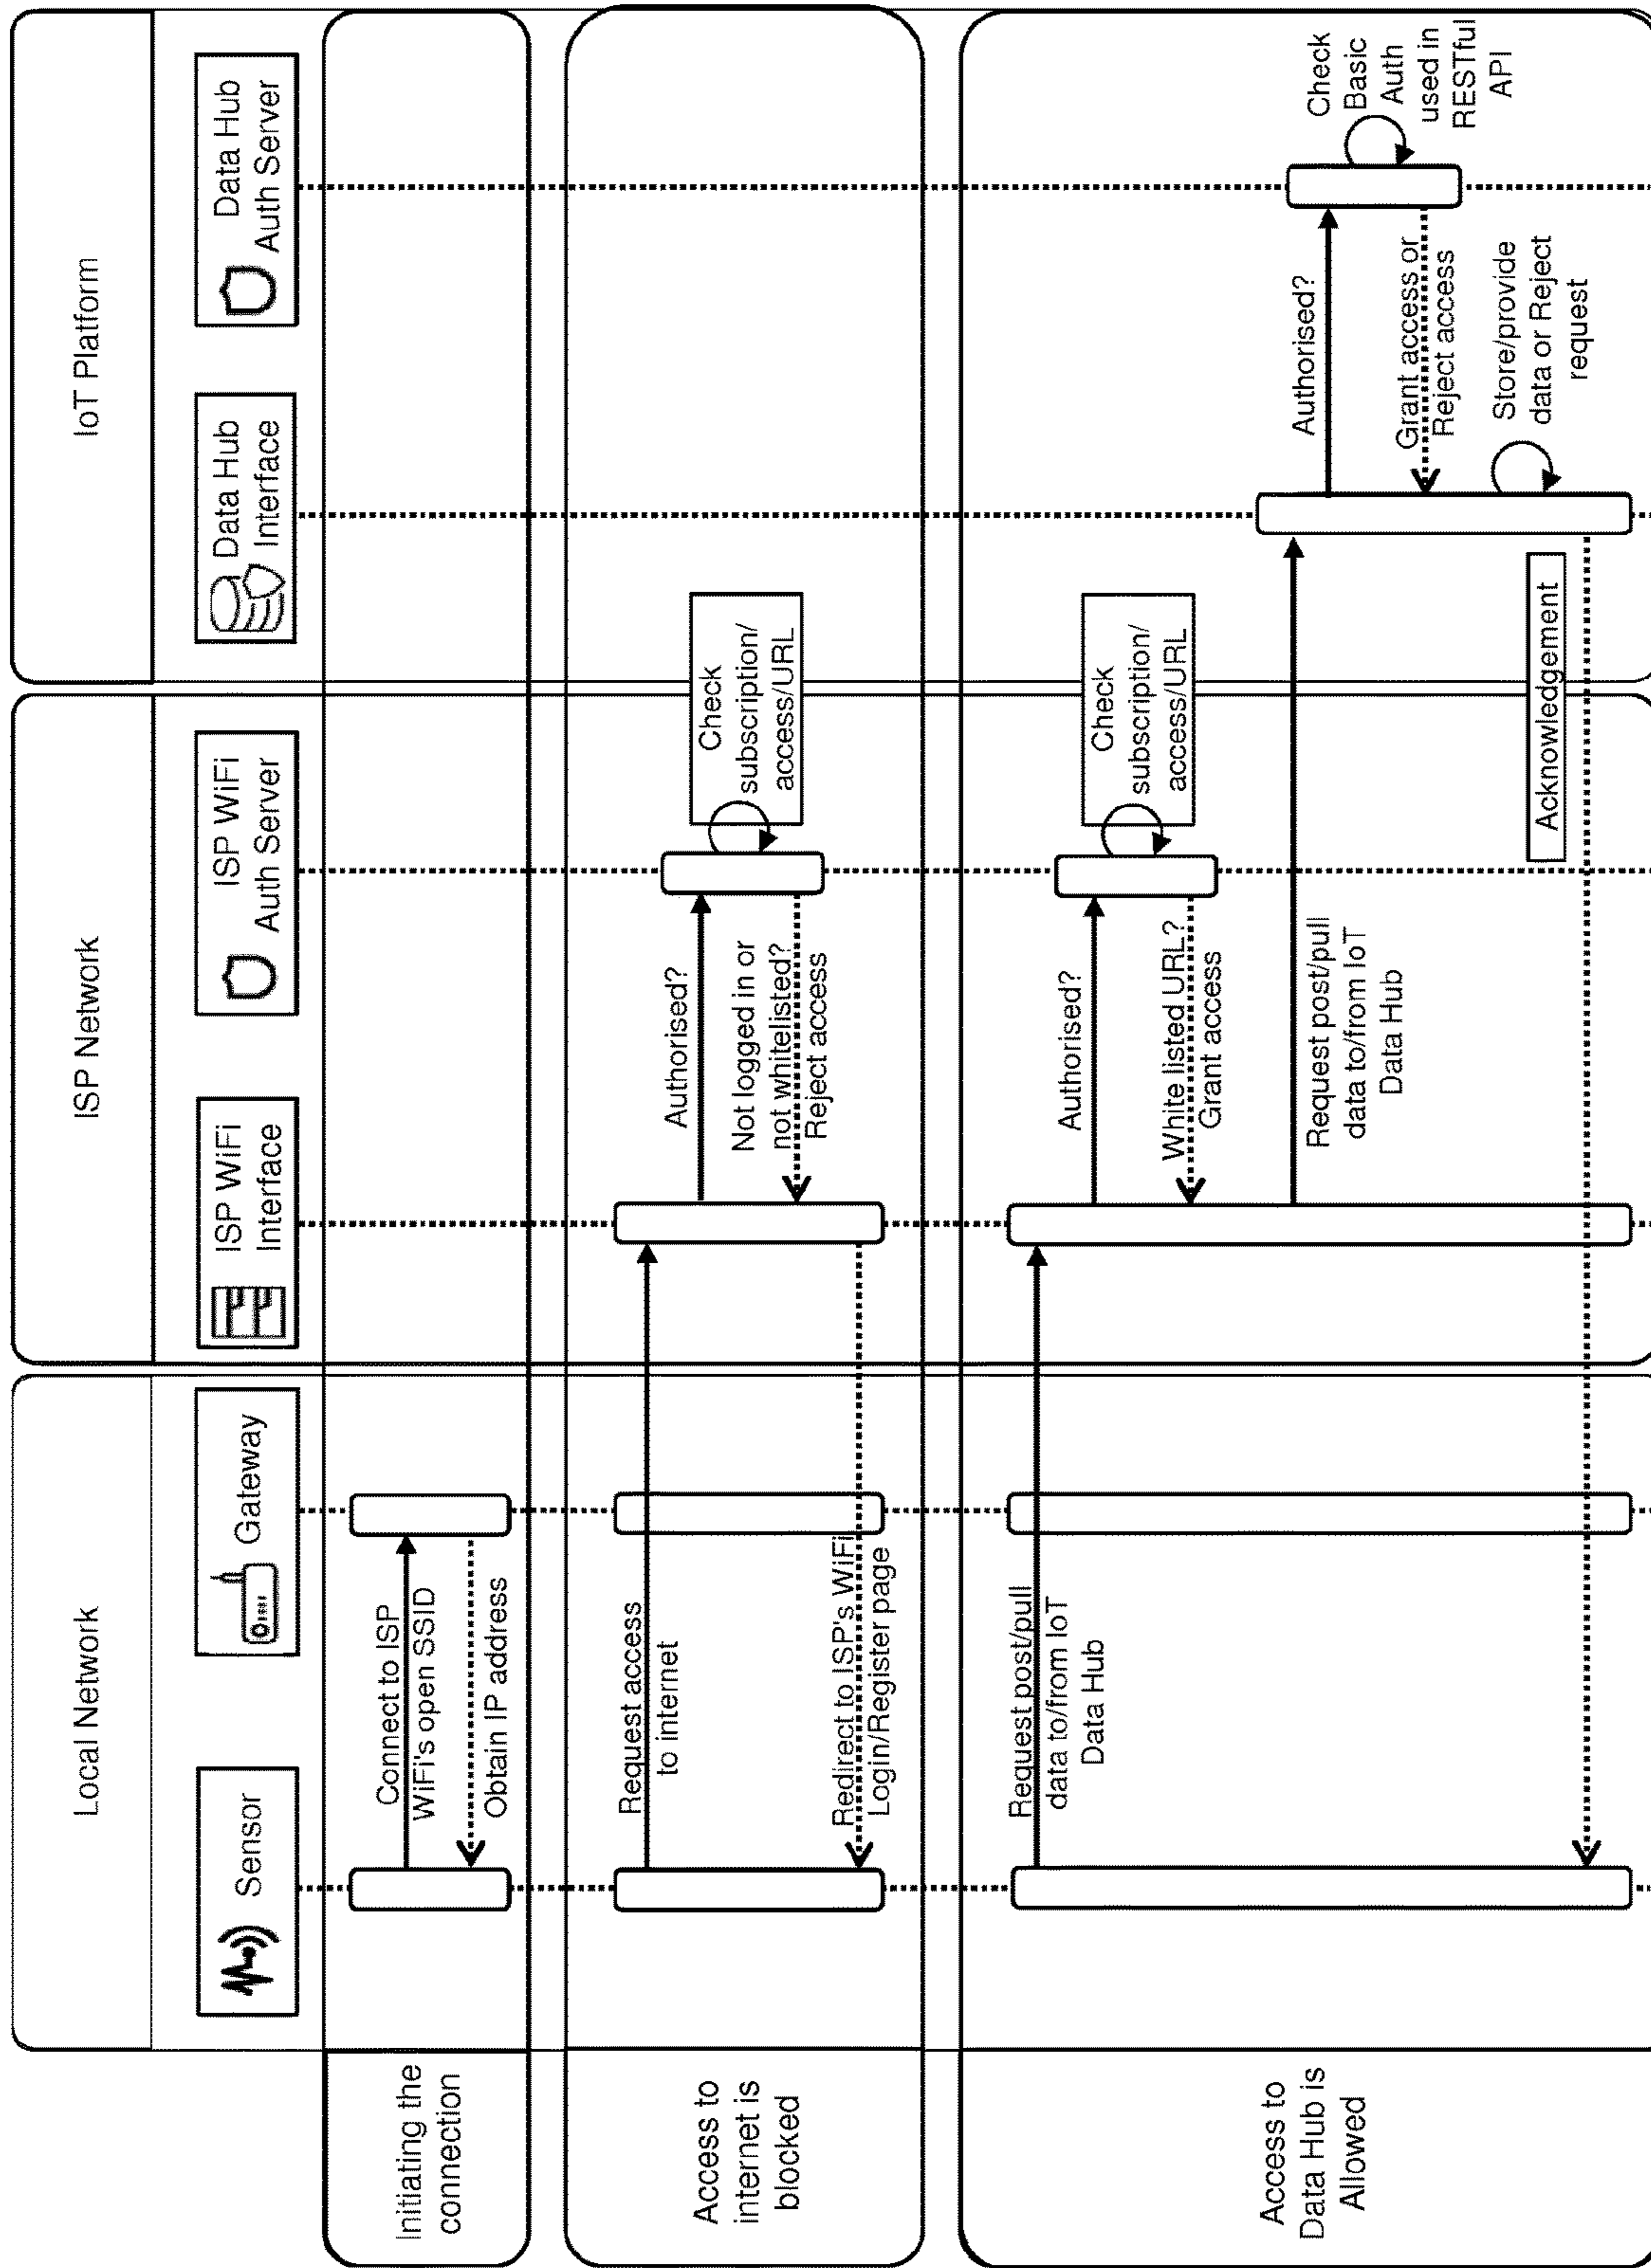 Local Network
ISP Network
IoT Platform
Sensor
Gateway
ISP WiFi
Interface
ISP WiFi
Auth Server
Data Hub
Interface
Data Hub
Auth Server
Initiating the
connection
Connect to ISP
WiFi's open SSID
Obtain IP address
Access to
internet is
blocked
Request access
to internet
Authorised?
Check
subscription/
access/URL
Not logged in or
not whitelisted?
Reject access
Redirect to ISP's WiFi
Login/Register page
Access to
Data Hub is
Allowed
Request post/pull
data to/from IoT
Data Hub
Authorised?
Check
subscription/
access/URL
White listed URL?
Grant access
Request post/pull
data to/from IoT
Data Hub
Authorised?
Check
Basic
Auth
used in
RESTful
API
Grant access or
Reject access
Store/provide
data or Reject
request
Acknowledgement